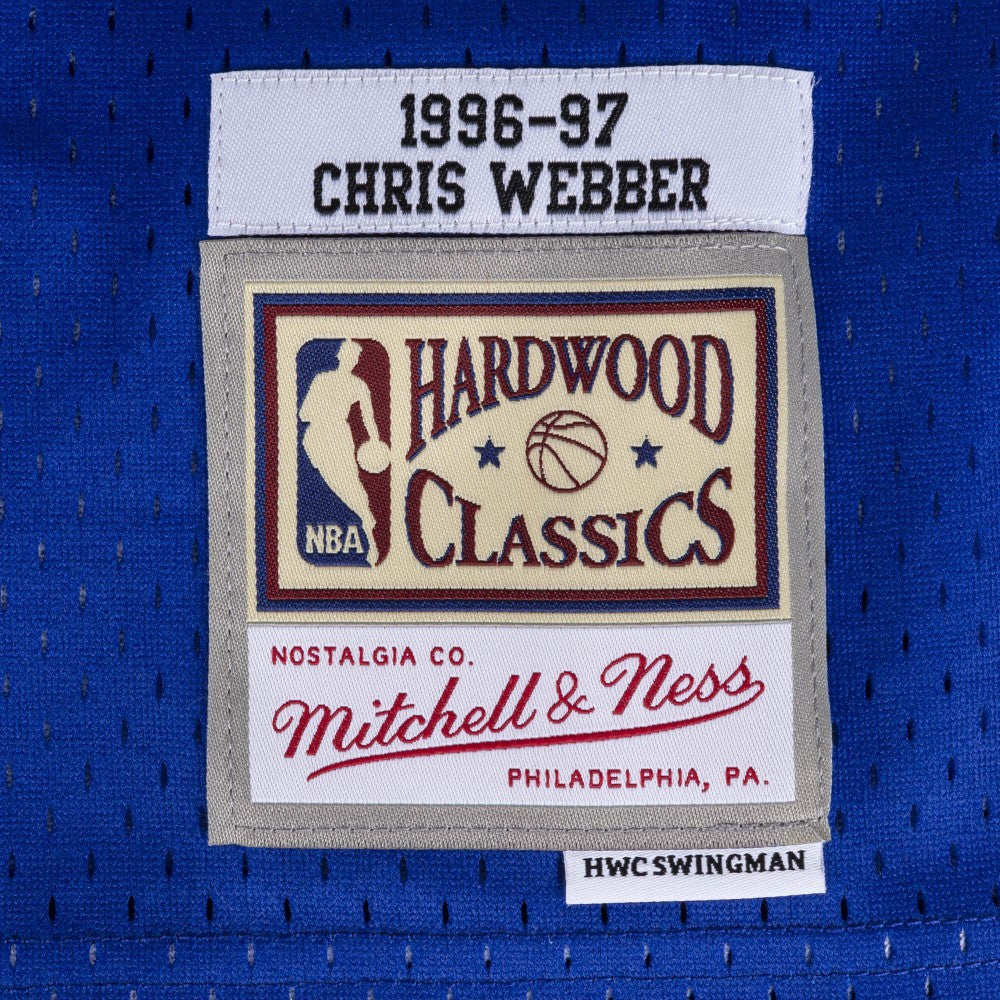 1996-97
CHRIS WEBBER
HARDWOOD
CLASSICS
NBA
NOSTALGIA CO.
Mitchell & Ness
PHILADELPHIA, PA.
HWC SWINGMAN